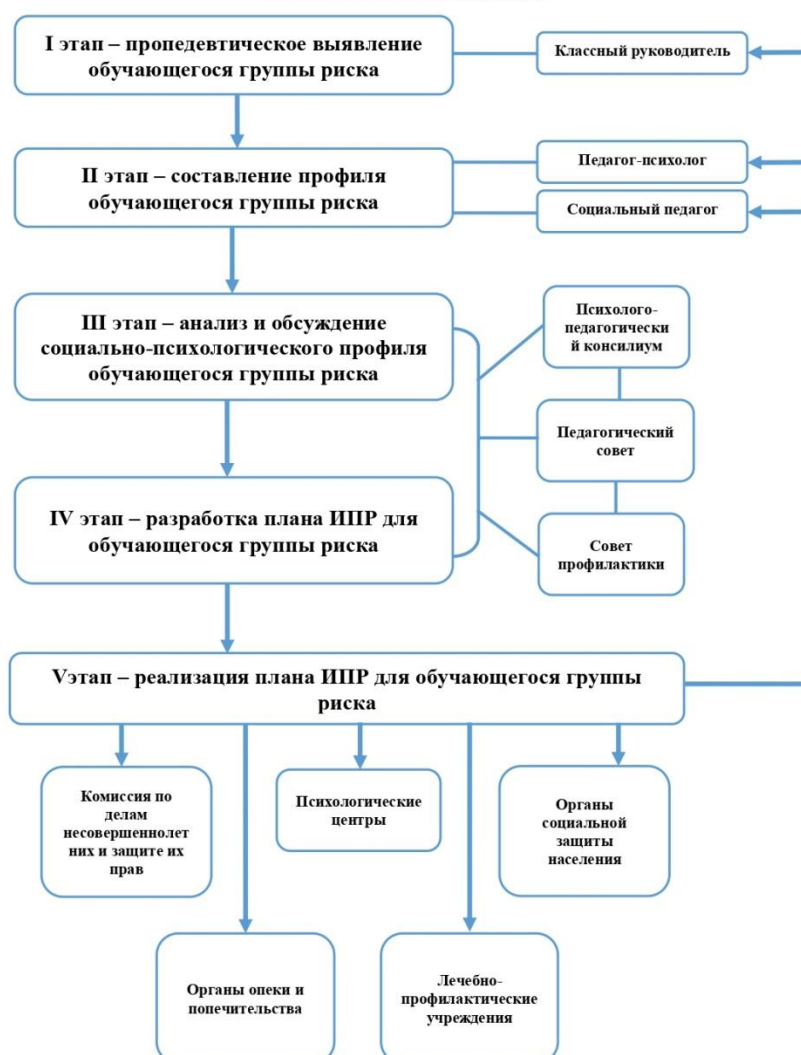 I этап – пропедевтическое выявление
обучающегося группы риска
Классный руководитель
II этап – составление профиля
обучающегося группы риска
Педагог-психолог
Социальный педагог
III этап – анализ и обсуждение
социально-психологического профиля
обучающегося группы риска
Психолого-
педагогически
й консилиум
Педагогический
совет
IV этап – разработка плана ИПР для
обучающегося группы риска
Совет
профилактики
Vэтап – реализация плана ИПР для обучающегося группы
риска
Комиссия по
делам
несовершеннолет
них и защите их
прав
Психологические
центры
Органы
социальной
защиты
населения
Органы опеки и
попечительства
Лечебно-
профилактические
учреждения